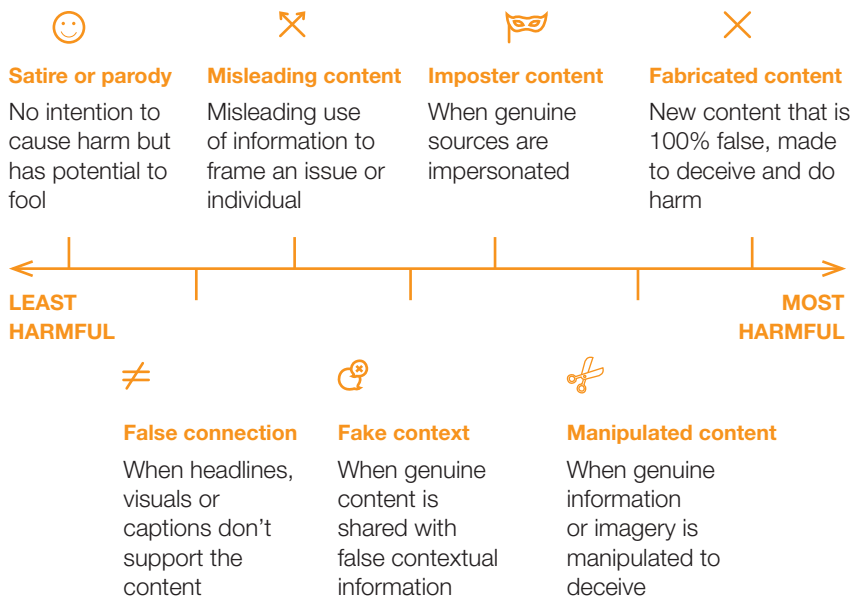 Satire or parody
No intention to
cause harm but
has potential to
fool
Misleading content
Misleading use
of information to
frame an issue or
individual
Imposter content
When genuine
sources are
impersonated
Fabricated content
New content that is
100% false, made
to deceive and do
harm
LEAST
HARMFUL
MOST
HARMFUL
False connection
When headlines,
visuals or
captions don’t
support the
content
Fake context
When genuine
content is
shared with
false contextual
information
Manipulated content
When genuine
information
or imagery is
manipulated to
deceive